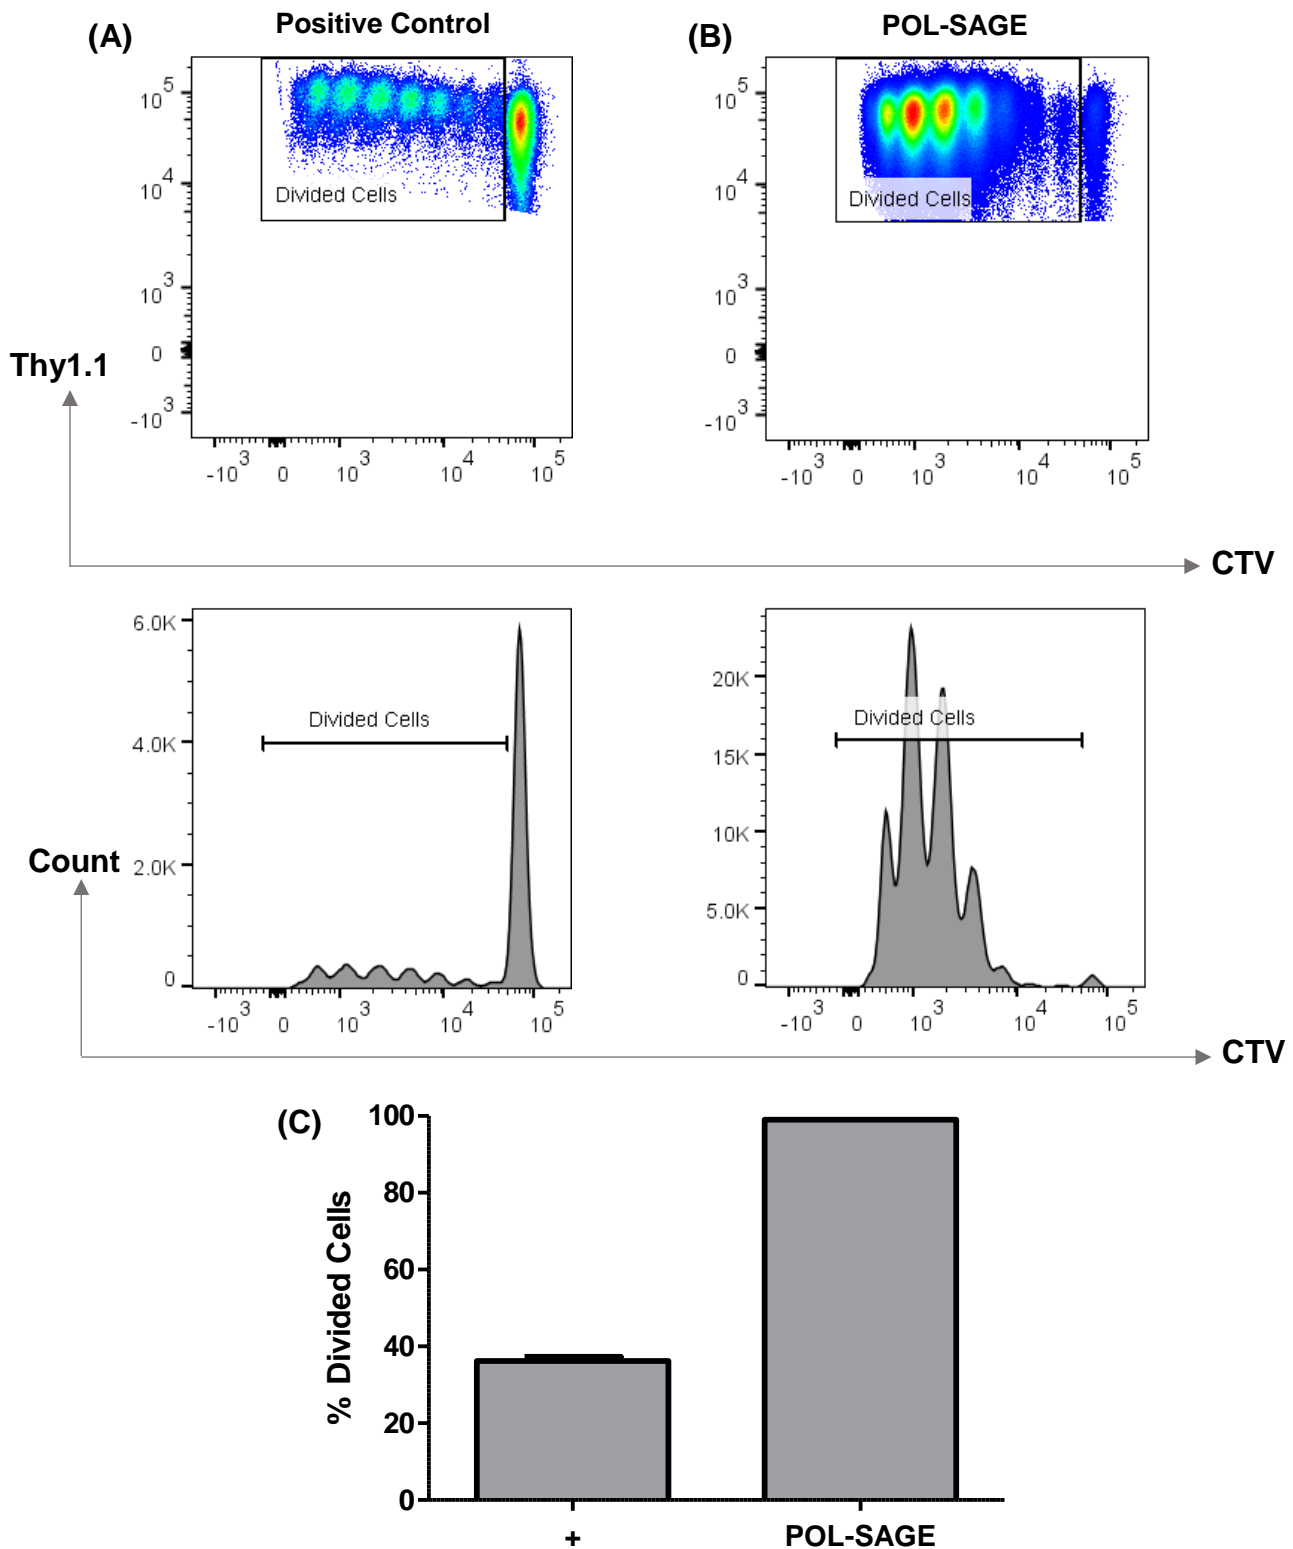 (A) Positive Control
(B) POL-SAGE
10^5
10^4
10^3
0
-10^3
Divided Cells
-10^3 0 10^3 10^4 10^5
10^5
10^4
10^3
0
-10^3
Divided Cells
-10^3 0 10^3 10^4 10^5
Thy1.1
CTV
6.0K
4.0K
2.0K
0
Divided Cells
-10^3 0 10^3 10^4 10^5
20K
15K
10K
5.0K
0
Divided Cells
-10^3 0 10^3 10^4 10^5
Count
CTV
(C)
% Divided Cells
100
80
60
40
20
0
+
POL-SAGE